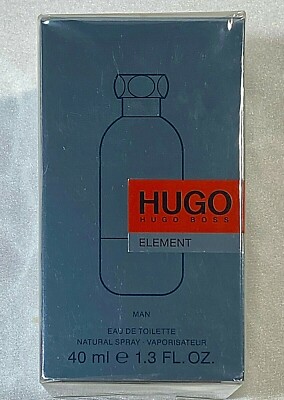 HUGO
HUGO BOSS
ELEMENT
MAN
EAU DE TOILETTE
NATURAL SPRAY · VAPORISATEUR
40 ml ℮ 1.3 FL. OZ.